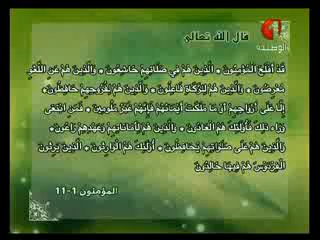 الوطنية
قال الله تعالى
قد أفلح المؤمنون * الذين هم في صلاتهم خاشعون * والذين هم عن اللغو
معرضون * والذين هم للزكاة فاعلون * والذين هم لفروجهم حافظون *
إلا على أزواجهم أو ما ملكت أيمانهم فإنهم غير ملومين * فمن ابتغى
وراء ذلك فأولئك هم العادون * والذين هم لأماناتهم وعهدهم راعون *
والذين هم على صلواتهم يحافظون * أولئك هم الوارثون * الذين يرثون
الفردوس هم فيها خالدون
المؤمنون 1-11